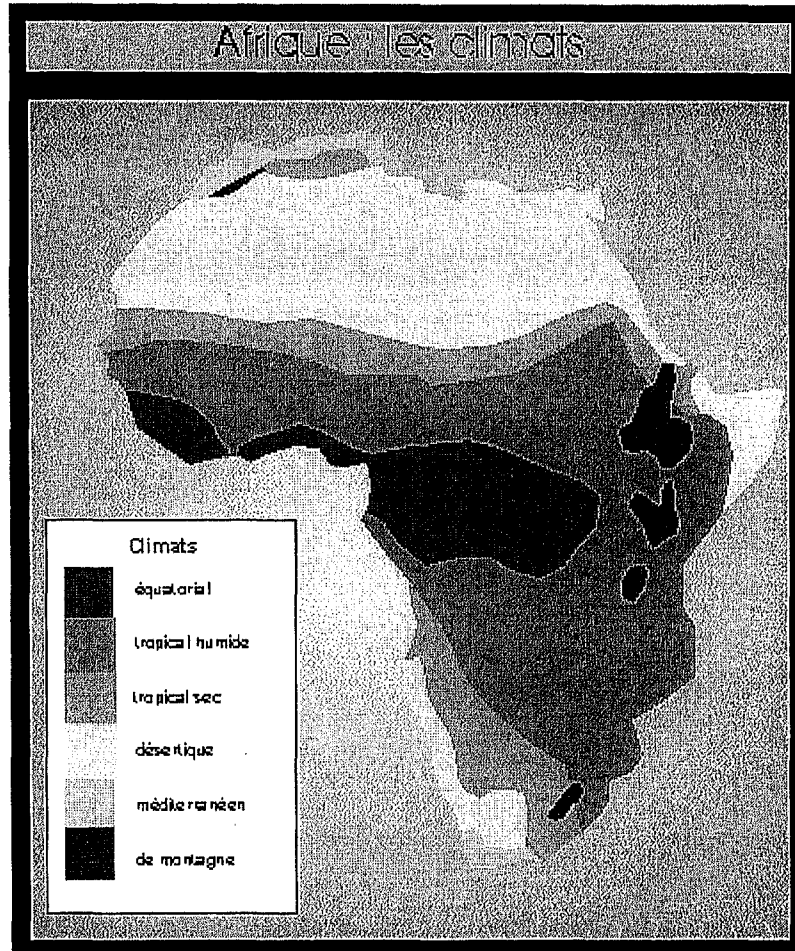 Afrique : les climats
Climats
équatorial
tropical humide
tropical sec
désertique
méditerranéen
de montagne